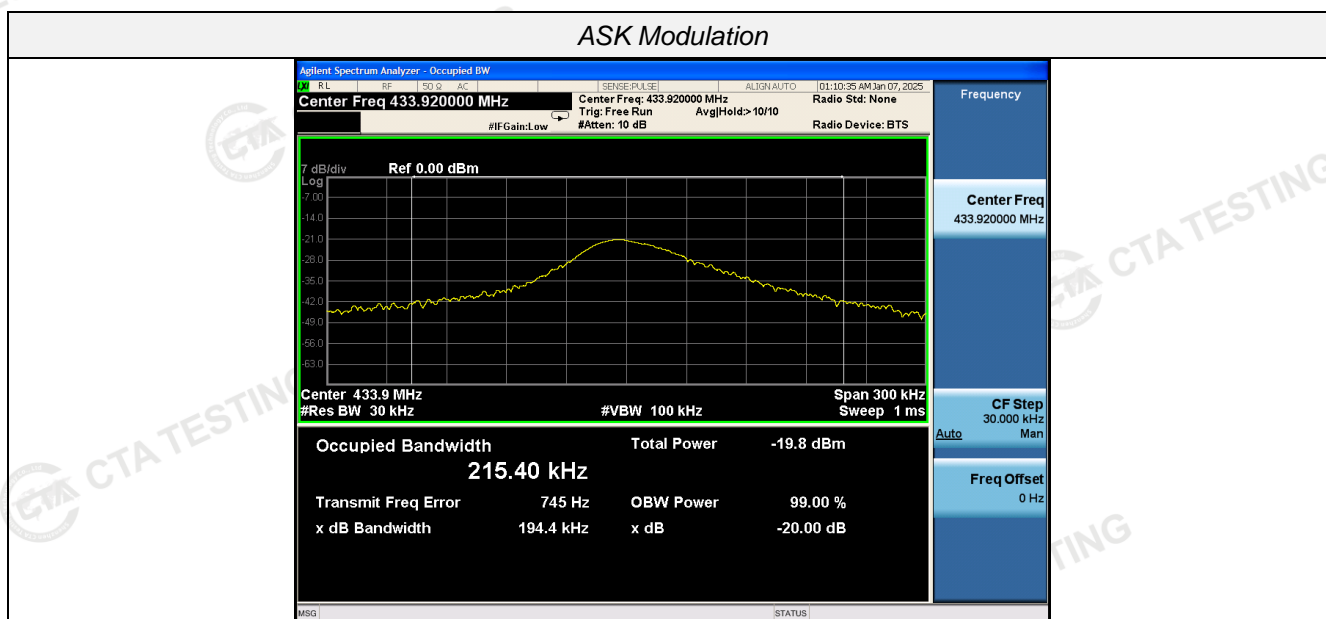 ASK Modulation
Agilent Spectrum Analyzer - Occupied BW
LXI RL RF 50 Ω AC SENSE:PULSE ALIGN AUTO 01:10:35 AM Jan 07, 2025
Center Freq 433.920000 MHz
Center Freq: 433.920000 MHz Radio Std: None
Trig: Free Run Avg|Hold:>10/10
#IFGain:Low #Atten: 10 dB Radio Device: BTS
7 dB/div Ref 0.00 dBm
Log
-7.00
-14.0
-21.0
-28.0
-35.0
-42.0
-49.0
-56.0
-63.0
Center 433.9 MHz Span 300 kHz
#Res BW 30 kHz #VBW 100 kHz Sweep 1 ms
Occupied Bandwidth Total Power -19.8 dBm
215.40 kHz
Transmit Freq Error 745 Hz OBW Power 99.00 %
x dB Bandwidth 194.4 kHz x dB -20.00 dB
MSG STATUS
Frequency
Center Freq
433.920000 MHz
CF Step
30.000 kHz
Auto Man
Freq Offset
0 Hz
CTA
CTA TESTING
CTA TESTING
TING